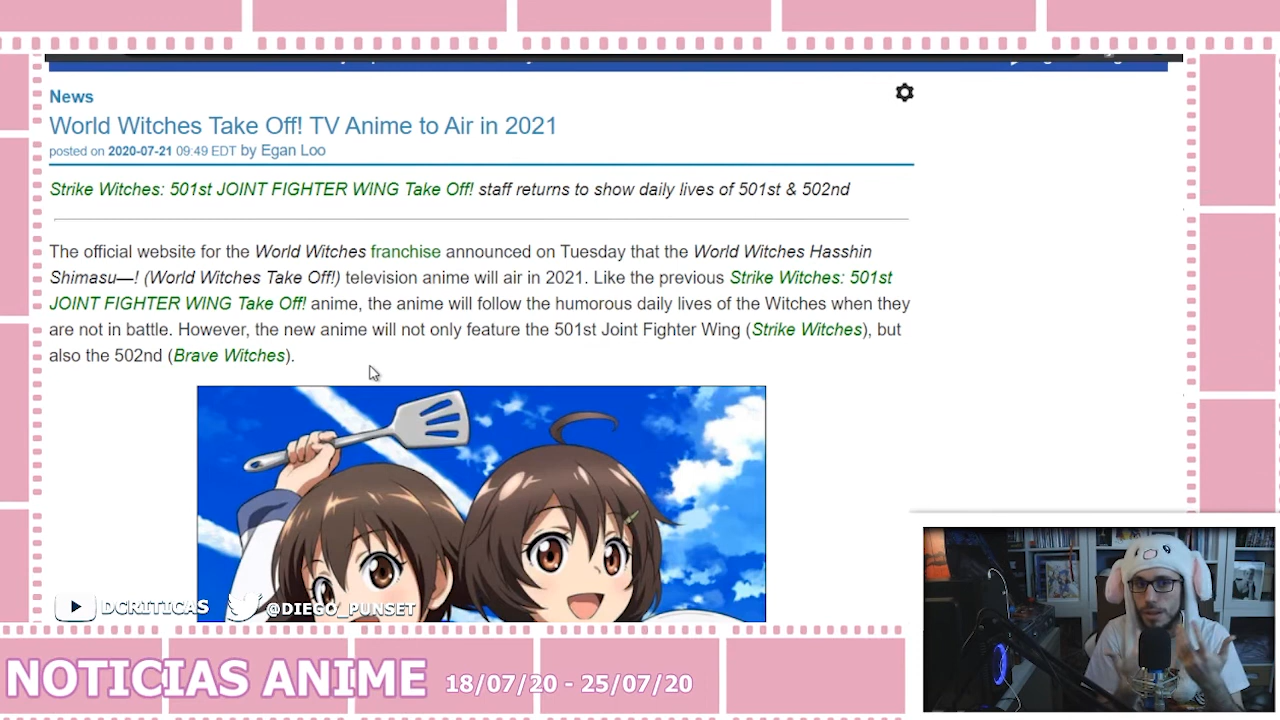 News
World Witches Take Off! TV Anime to Air in 2021
posted on 2020-07-21 09:49 EDT by Egan Loo
Strike Witches: 501st JOINT FIGHTER WING Take Off! staff returns to show daily lives of 501st & 502nd
The official website for the World Witches franchise announced on Tuesday that the World Witches Hasshin
Shimasu—! (World Witches Take Off!) television anime will air in 2021. Like the previous Strike Witches: 501st
JOINT FIGHTER WING Take Off! anime, the anime will follow the humorous daily lives of the Witches when they
are not in battle. However, the new anime will not only feature the 501st Joint Fighter Wing (Strike Witches), but
also the 502nd (Brave Witches).
DCRITICAS @DIEGO_PUNSET
NOTICIAS ANIME 18/07/20 - 25/07/20